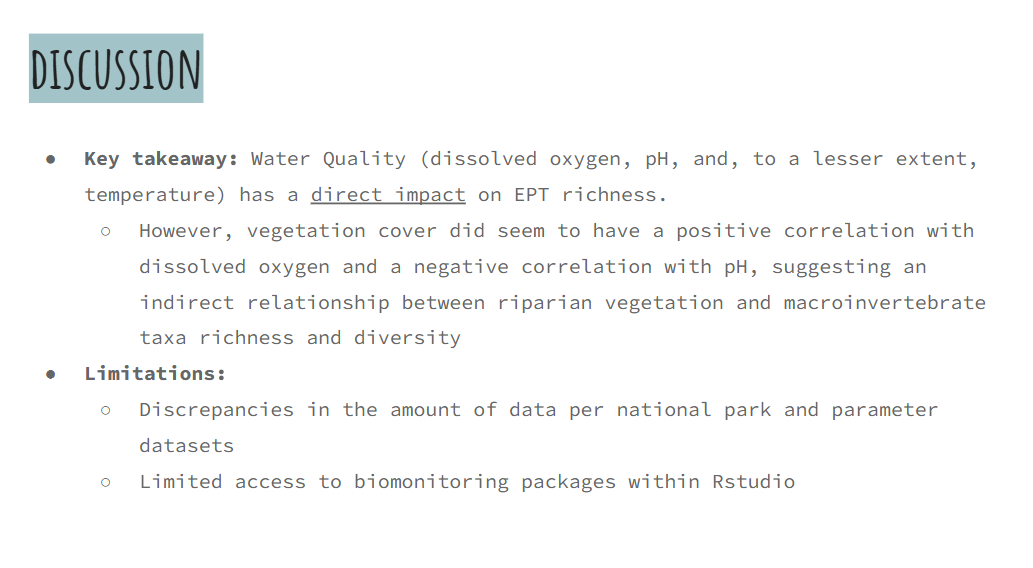 DISCUSSION
● Key takeaway: Water Quality (dissolved oxygen, pH, and, to a lesser extent,
temperature) has a direct impact on EPT richness.
○ However, vegetation cover did seem to have a positive correlation with
dissolved oxygen and a negative correlation with pH, suggesting an
indirect relationship between riparian vegetation and macroinvertebrate
taxa richness and diversity
● Limitations:
○ Discrepancies in the amount of data per national park and parameter
datasets
○ Limited access to biomonitoring packages within Rstudio